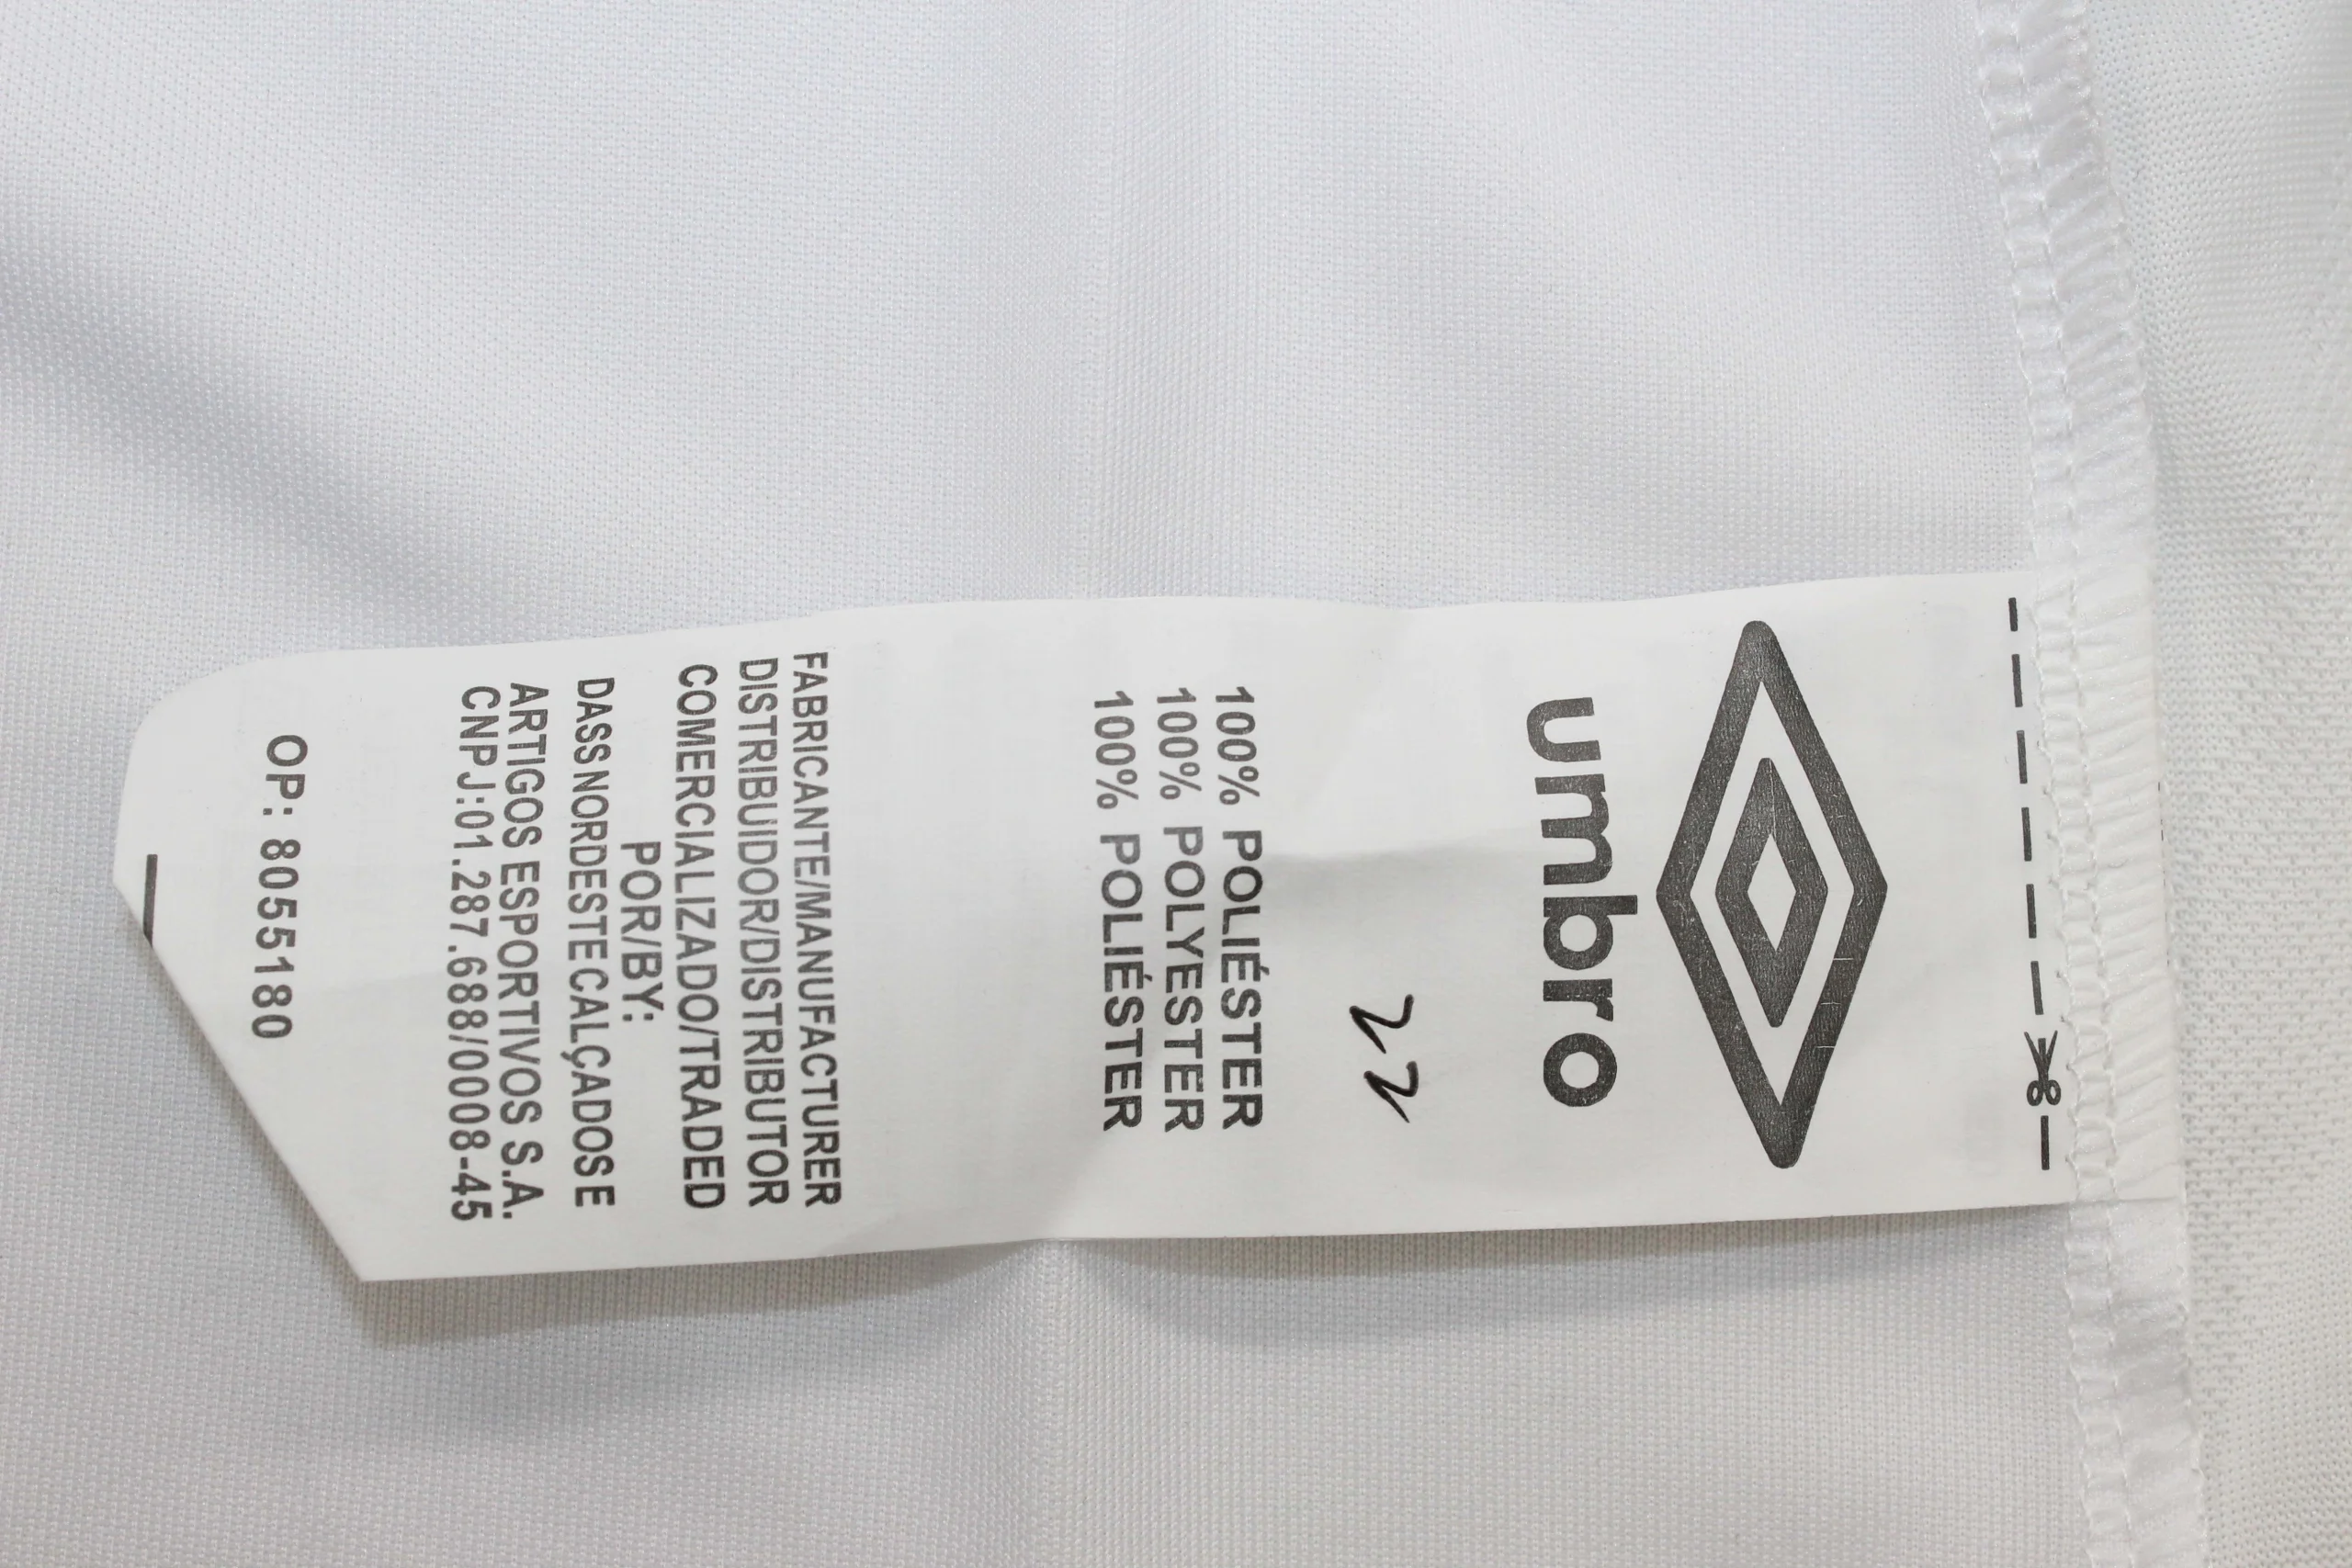 umbro
22
100% POLIÉSTER
100% POLYESTER
100% POLIÉSTER
FABRICANTE/MANUFACTURER
DISTRIBUIDOR/DISTRIBUTOR
COMERCIALIZADO/TRADED
POR/BY:
DASS NORDESTE CALÇADOS E
ARTIGOS ESPORTIVOS S.A.
CNPJ:01.287.688/0008-45
OP: 8055180